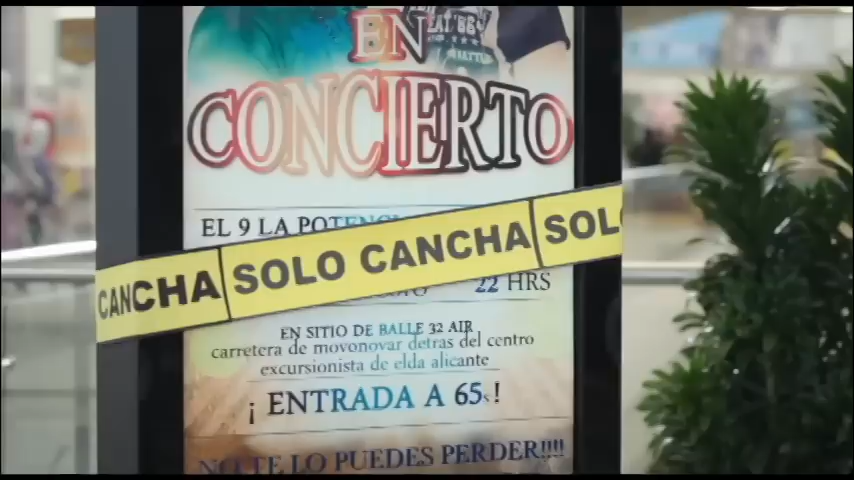 EN
CONCIERTO
EL 9 LA
CANCHA SOLO CANCHA SOLO
22 HRS
EN SITIO DE BALLE 32 AIR
carretera de movonovar detras del centro
excursionista de elda alicante
¡ ENTRADA A 65€ !
NO TE LO PUEDES PERDER!!!!